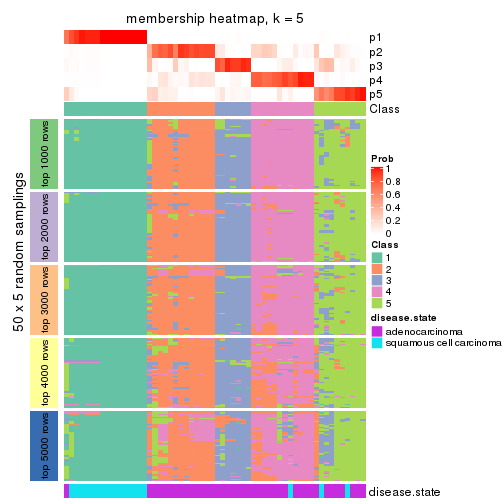 membership heatmap, k = 5
p1
p2
p3
p4
p5
Class
50 x 5 random samplings
top 1000 rows
top 2000 rows
top 3000 rows
top 4000 rows
top 5000 rows
disease.state
Prob
1
0.8
0.6
0.4
0.2
0
Class
1
2
3
4
5
disease.state
adenocarcinoma
squamous cell carcinoma